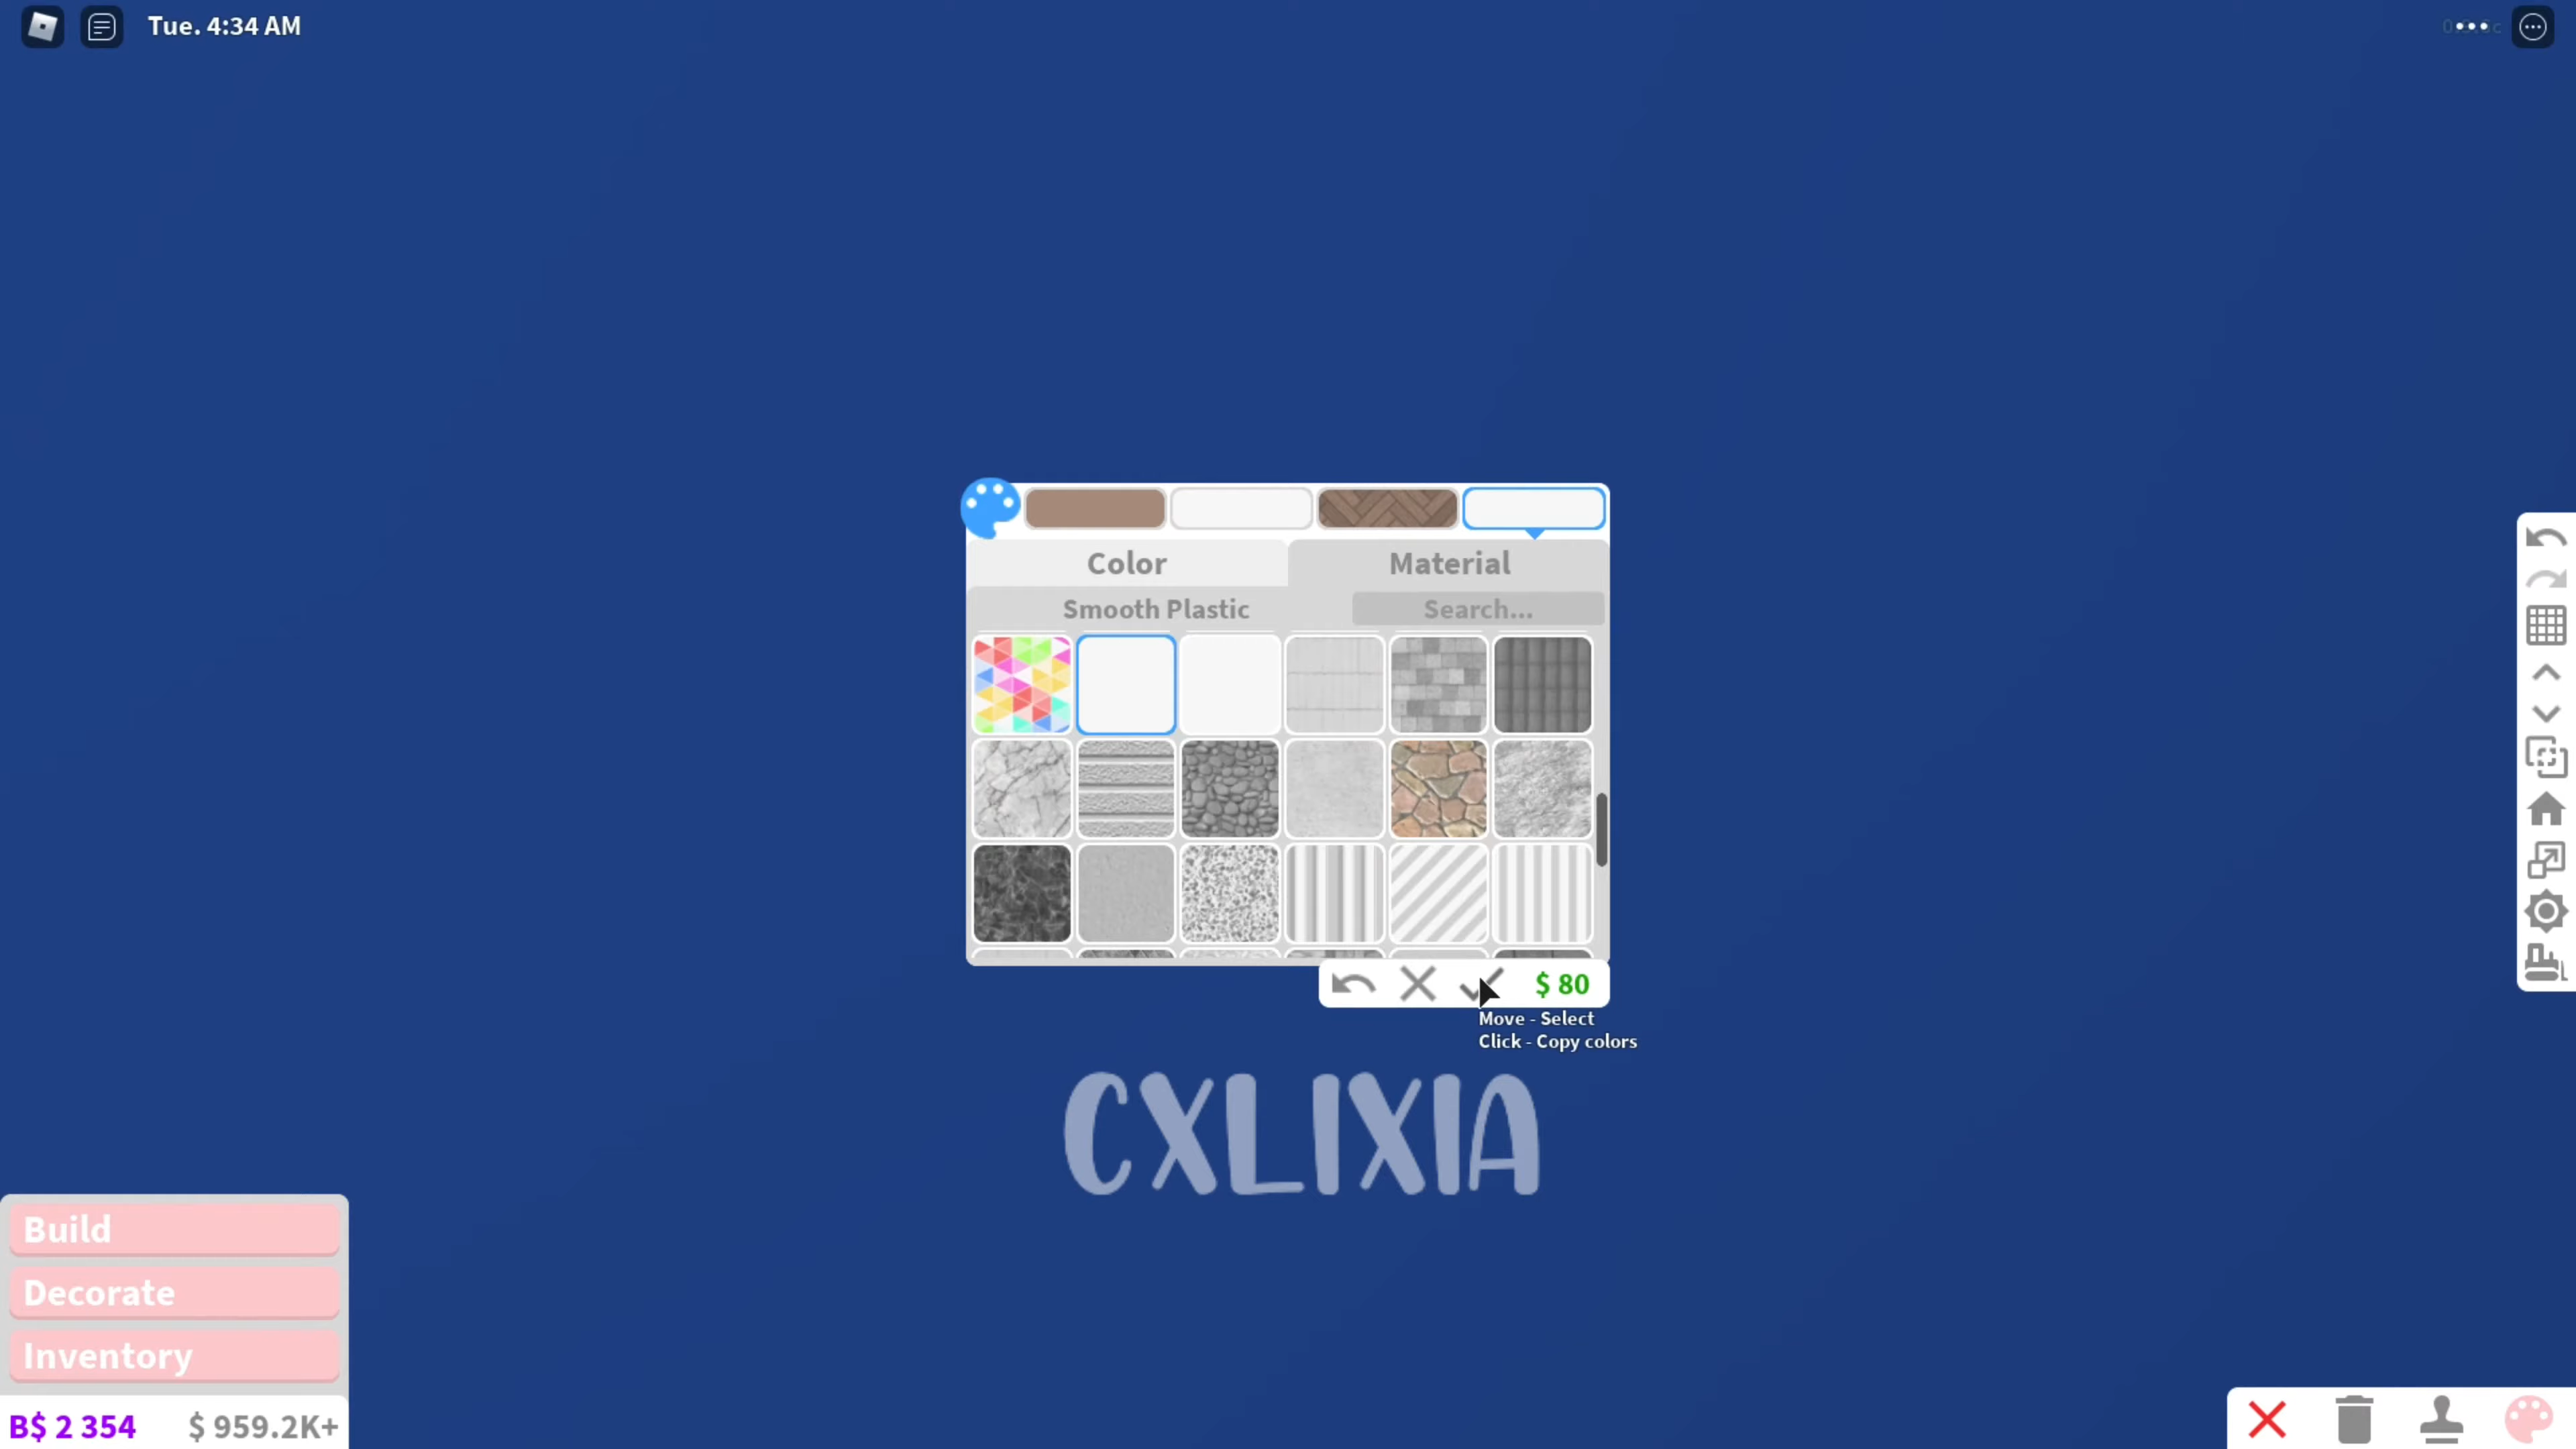 Tue. 4:34 AM
Color
Material
Smooth Plastic
Search...
$ 80
Move - Select
Click - Copy colors
CXLIXIA
Build
Decorate
Inventory
B$ 2 354
$ 959.2K+